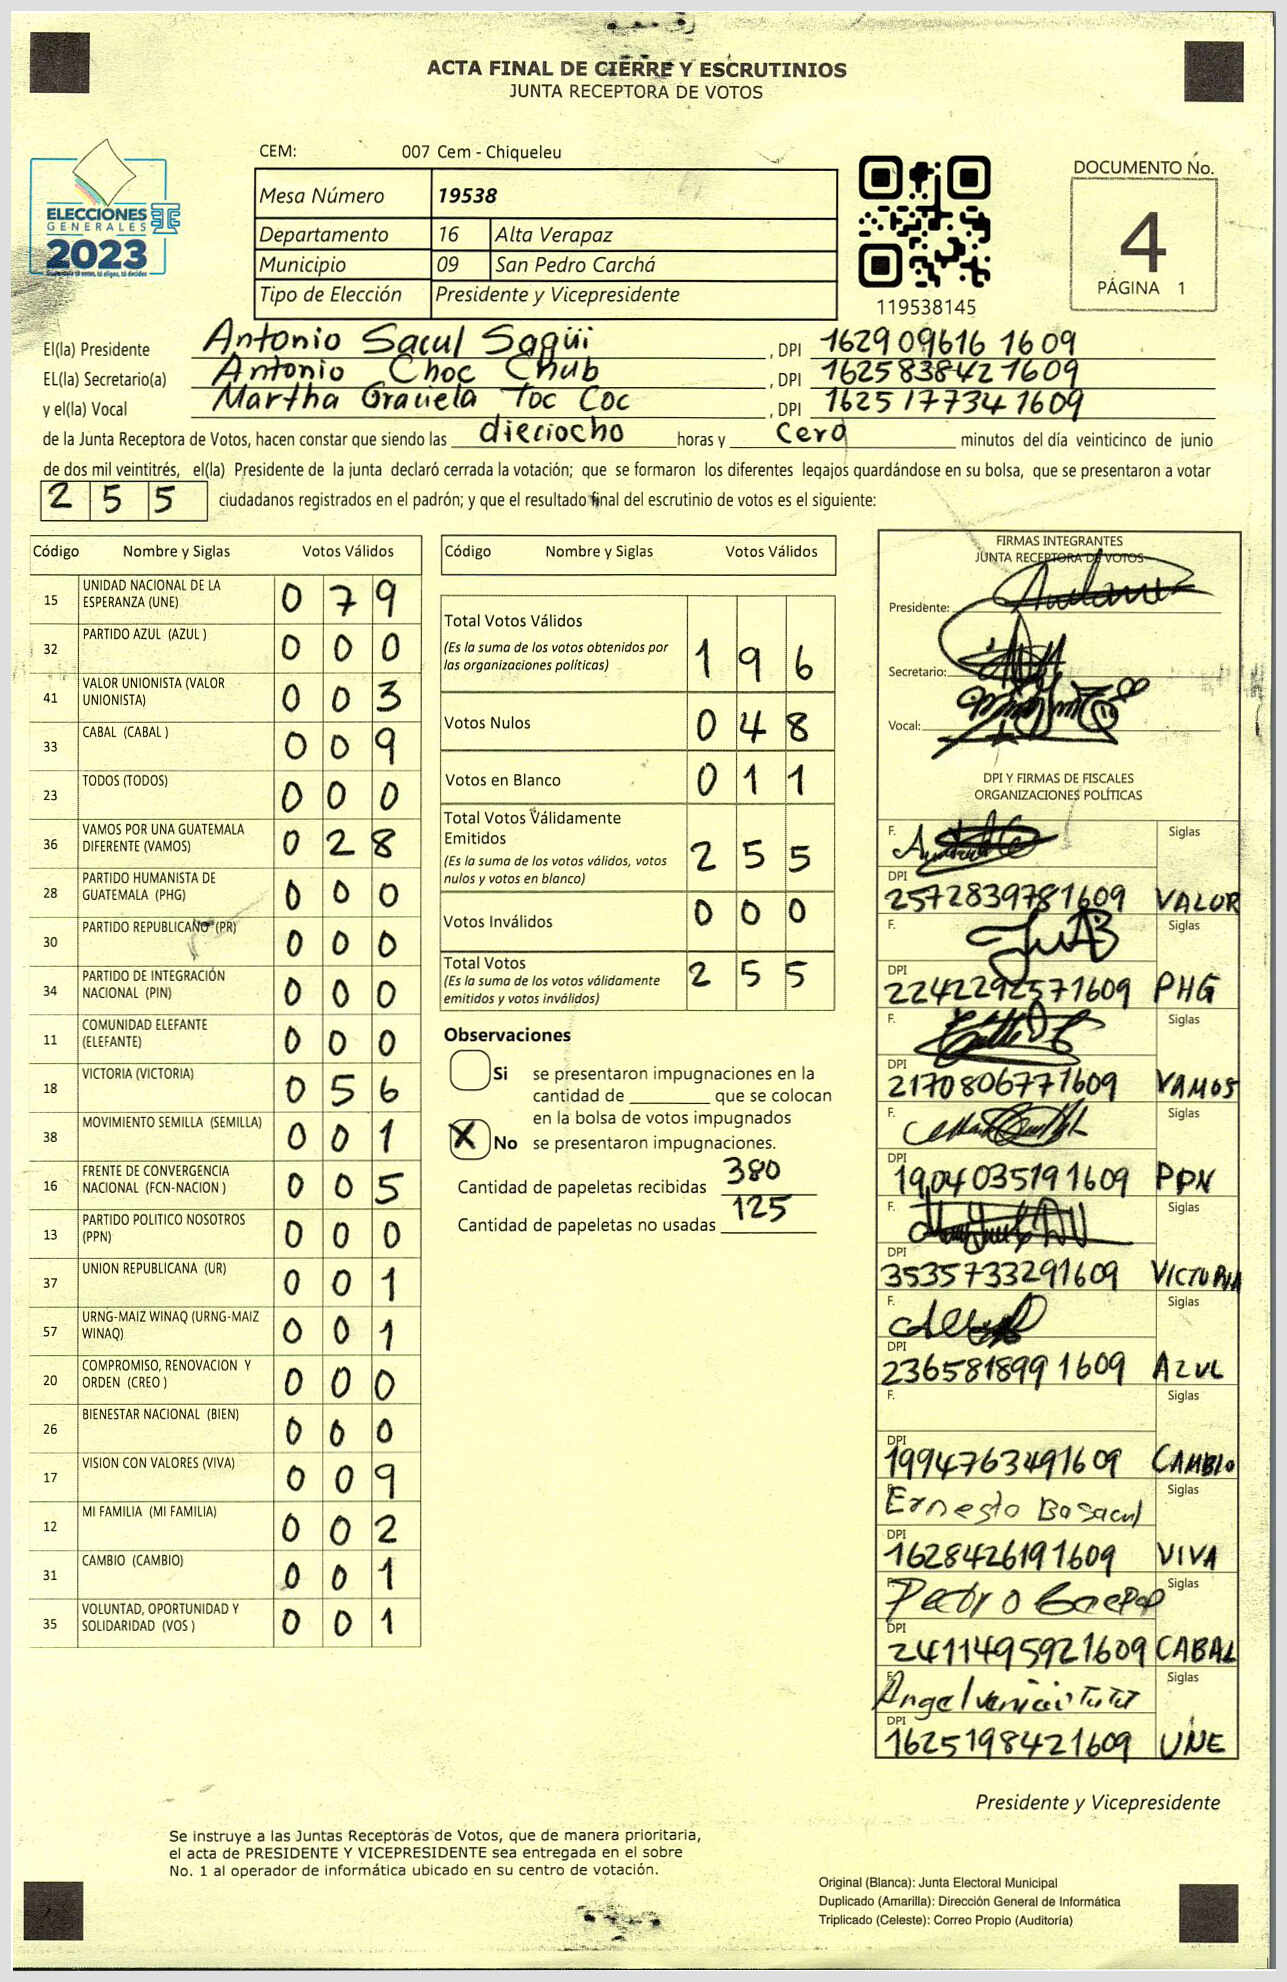 ACTA FINAL DE CIERRE Y ESCRUTINIOS
JUNTA RECEPTORA DE VOTOS
CEM: 007 Cem - Chiqueleu
ELECCIONES
GENERALES
2023
Mesa Número 19538
Departamento 16 Alta Verapaz
Municipio 09 San Pedro Carchá
Tipo de Elección Presidente y Vicepresidente
119538145
DOCUMENTO No.
4
PÁGINA 1
El(la) Presidente Antonio Sacul Saqüi , DPI 1629 09616 1609
EL(la) Secretario(a) Antonio Choc Chub , DPI 1625838421609
y el(la) Vocal Martha Graciela Toc Coc , DPI 1625177341609
de la Junta Receptora de Votos, hacen constar que siendo las dieciocho horas y cero minutos del día veinticinco de junio
de dos mil veintitrés, el(la) Presidente de la junta declaró cerrada la votación; que se formaron los diferentes legajos guardándose en su bolsa, que se presentaron a votar
2 5 5 ciudadanos registrados en el padrón; y que el resultado final del escrutinio de votos es el siguiente:
Código Nombre y Siglas Votos Válidos
15 UNIDAD NACIONAL DE LA ESPERANZA (UNE) 0 7 9
32 PARTIDO AZUL (AZUL ) 0 0 0
41 VALOR UNIONISTA (VALOR UNIONISTA) 0 0 3
33 CABAL (CABAL ) 0 0 9
23 TODOS (TODOS) 0 0 0
36 VAMOS POR UNA GUATEMALA DIFERENTE (VAMOS) 0 2 8
28 PARTIDO HUMANISTA DE GUATEMALA (PHG) 0 0 0
30 PARTIDO REPUBLICANO (PR) 0 0 0
34 PARTIDO DE INTEGRACIÓN NACIONAL (PIN) 0 0 0
11 COMUNIDAD ELEFANTE (ELEFANTE) 0 0 0
18 VICTORIA (VICTORIA) 0 5 6
38 MOVIMIENTO SEMILLA (SEMILLA) 0 0 1
16 FRENTE DE CONVERGENCIA NACIONAL (FCN-NACION ) 0 0 5
13 PARTIDO POLITICO NOSOTROS (PPN) 0 0 0
37 UNION REPUBLICANA (UR) 0 0 1
57 URNG-MAIZ WINAQ (URNG-MAIZ WINAQ) 0 0 1
20 COMPROMISO, RENOVACION Y ORDEN (CREO ) 0 0 0
26 BIENESTAR NACIONAL (BIEN) 0 0 0
17 VISION CON VALORES (VIVA) 0 0 9
12 MI FAMILIA (MI FAMILIA) 0 0 2
31 CAMBIO (CAMBIO) 0 0 1
35 VOLUNTAD, OPORTUNIDAD Y SOLIDARIDAD (VOS ) 0 0 1
Código Nombre y Siglas Votos Válidos
Total Votos Válidos
(Es la suma de los votos obtenidos por
las organizaciones políticas) 1 9 6
Votos Nulos 0 4 8
Votos en Blanco 0 1 1
Total Votos Válidamente
Emitidos
(Es la suma de los votos válidos, votos
nulos y votos en blanco) 2 5 5
Votos Inválidos 0 0 0
Total Votos
(Es la suma de los votos válidamente
emitidos y votos inválidos) 2 5 5
Observaciones
Si se presentaron impugnaciones en la
cantidad de ________ que se colocan
en la bolsa de votos impugnados
X No se presentaron impugnaciones.
Cantidad de papeletas recibidas 380
Cantidad de papeletas no usadas 125
FIRMAS INTEGRANTES
JUNTA RECEPTORA DE VOTOS
Presidente:
Secretario:
Vocal:
DPI Y FIRMAS DE FISCALES
ORGANIZACIONES POLÍTICAS
F. Siglas
DPI
2572839781609 VALOR
F. Siglas
DPI
2242292571609 PHG
F. Siglas
DPI
2170806771609 VAMOS
F. Siglas
DPI
1904035191609 PPN
F. Siglas
DPI
3535733291609 VICTORIA
F. Siglas
DPI
2365818991609 AZUL
F. Siglas
DPI
1994763491609 CAMBIO
F. Ernesto Ba Sacul Siglas
DPI
1628426191609 VIVA
F. Pedro Siglas
DPI
2411495921609 CABAL
F. Angel Siglas
DPI
1625198421609 UNE
Presidente y Vicepresidente
Se instruye a las Juntas Receptoras de Votos, que de manera prioritaria,
el acta de PRESIDENTE Y VICEPRESIDENTE sea entregada en el sobre
No. 1 al operador de informática ubicado en su centro de votación.
Original (Blanca): Junta Electoral Municipal
Duplicado (Amarilla): Dirección General de Informática
Triplicado (Celeste): Correo Propio (Auditoría)